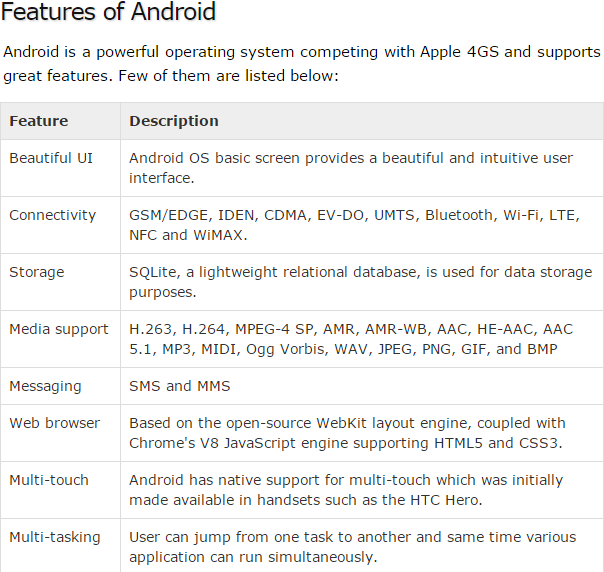 Features of Android
Android is a powerful operating system competing with Apple 4GS and supports
great features. Few of them are listed below:
Feature Description
Beautiful UI Android OS basic screen provides a beautiful and intuitive user
interface.
Connectivity GSM/EDGE, IDEN, CDMA, EV-DO, UMTS, Bluetooth, Wi-Fi, LTE,
NFC and WiMAX.
Storage SQLite, a lightweight relational database, is used for data storage
purposes.
Media support H.263, H.264, MPEG-4 SP, AMR, AMR-WB, AAC, HE-AAC, AAC
5.1, MP3, MIDI, Ogg Vorbis, WAV, JPEG, PNG, GIF, and BMP
Messaging SMS and MMS
Web browser Based on the open-source WebKit layout engine, coupled with
Chrome's V8 JavaScript engine supporting HTML5 and CSS3.
Multi-touch Android has native support for multi-touch which was initially
made available in handsets such as the HTC Hero.
Multi-tasking User can jump from one task to another and same time various
application can run simultaneously.